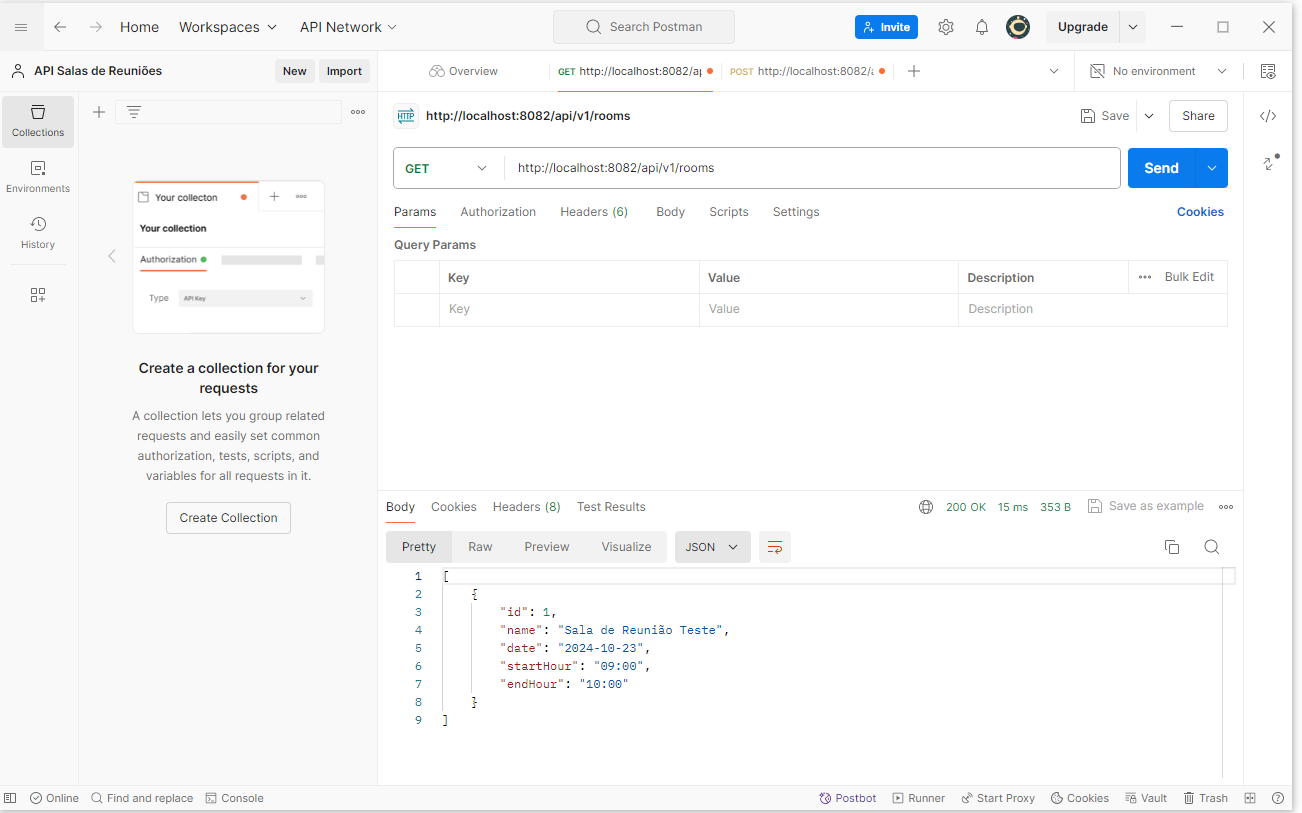 Home Workspaces API Network Search Postman Invite Upgrade
API Salas de Reuniões New Import Overview GET http://localhost:8082/ap POST http://localhost:8082/a No environment
Collections
Environments
History
Your collecton
Your collection
Authorization
Type API Key
Create a collection for your
requests
A collection lets you group related
requests and easily set common
authorization, tests, scripts, and
variables for all requests in it.
Create Collection
HTTP http://localhost:8082/api/v1/rooms Save Share
GET http://localhost:8082/api/v1/rooms Send
Params Authorization Headers (6) Body Scripts Settings Cookies
Query Params
Key Value Description Bulk Edit
Key Value Description
Body Cookies Headers (8) Test Results 200 OK 15 ms 353 B Save as example
Pretty Raw Preview Visualize JSON
1 [
2 {
3 "id": 1,
4 "name": "Sala de Reunião Teste",
5 "date": "2024-10-23",
6 "startHour": "09:00",
7 "endHour": "10:00"
8 }
9 ]
Online Find and replace Console Postbot Runner Start Proxy Cookies Vault Trash